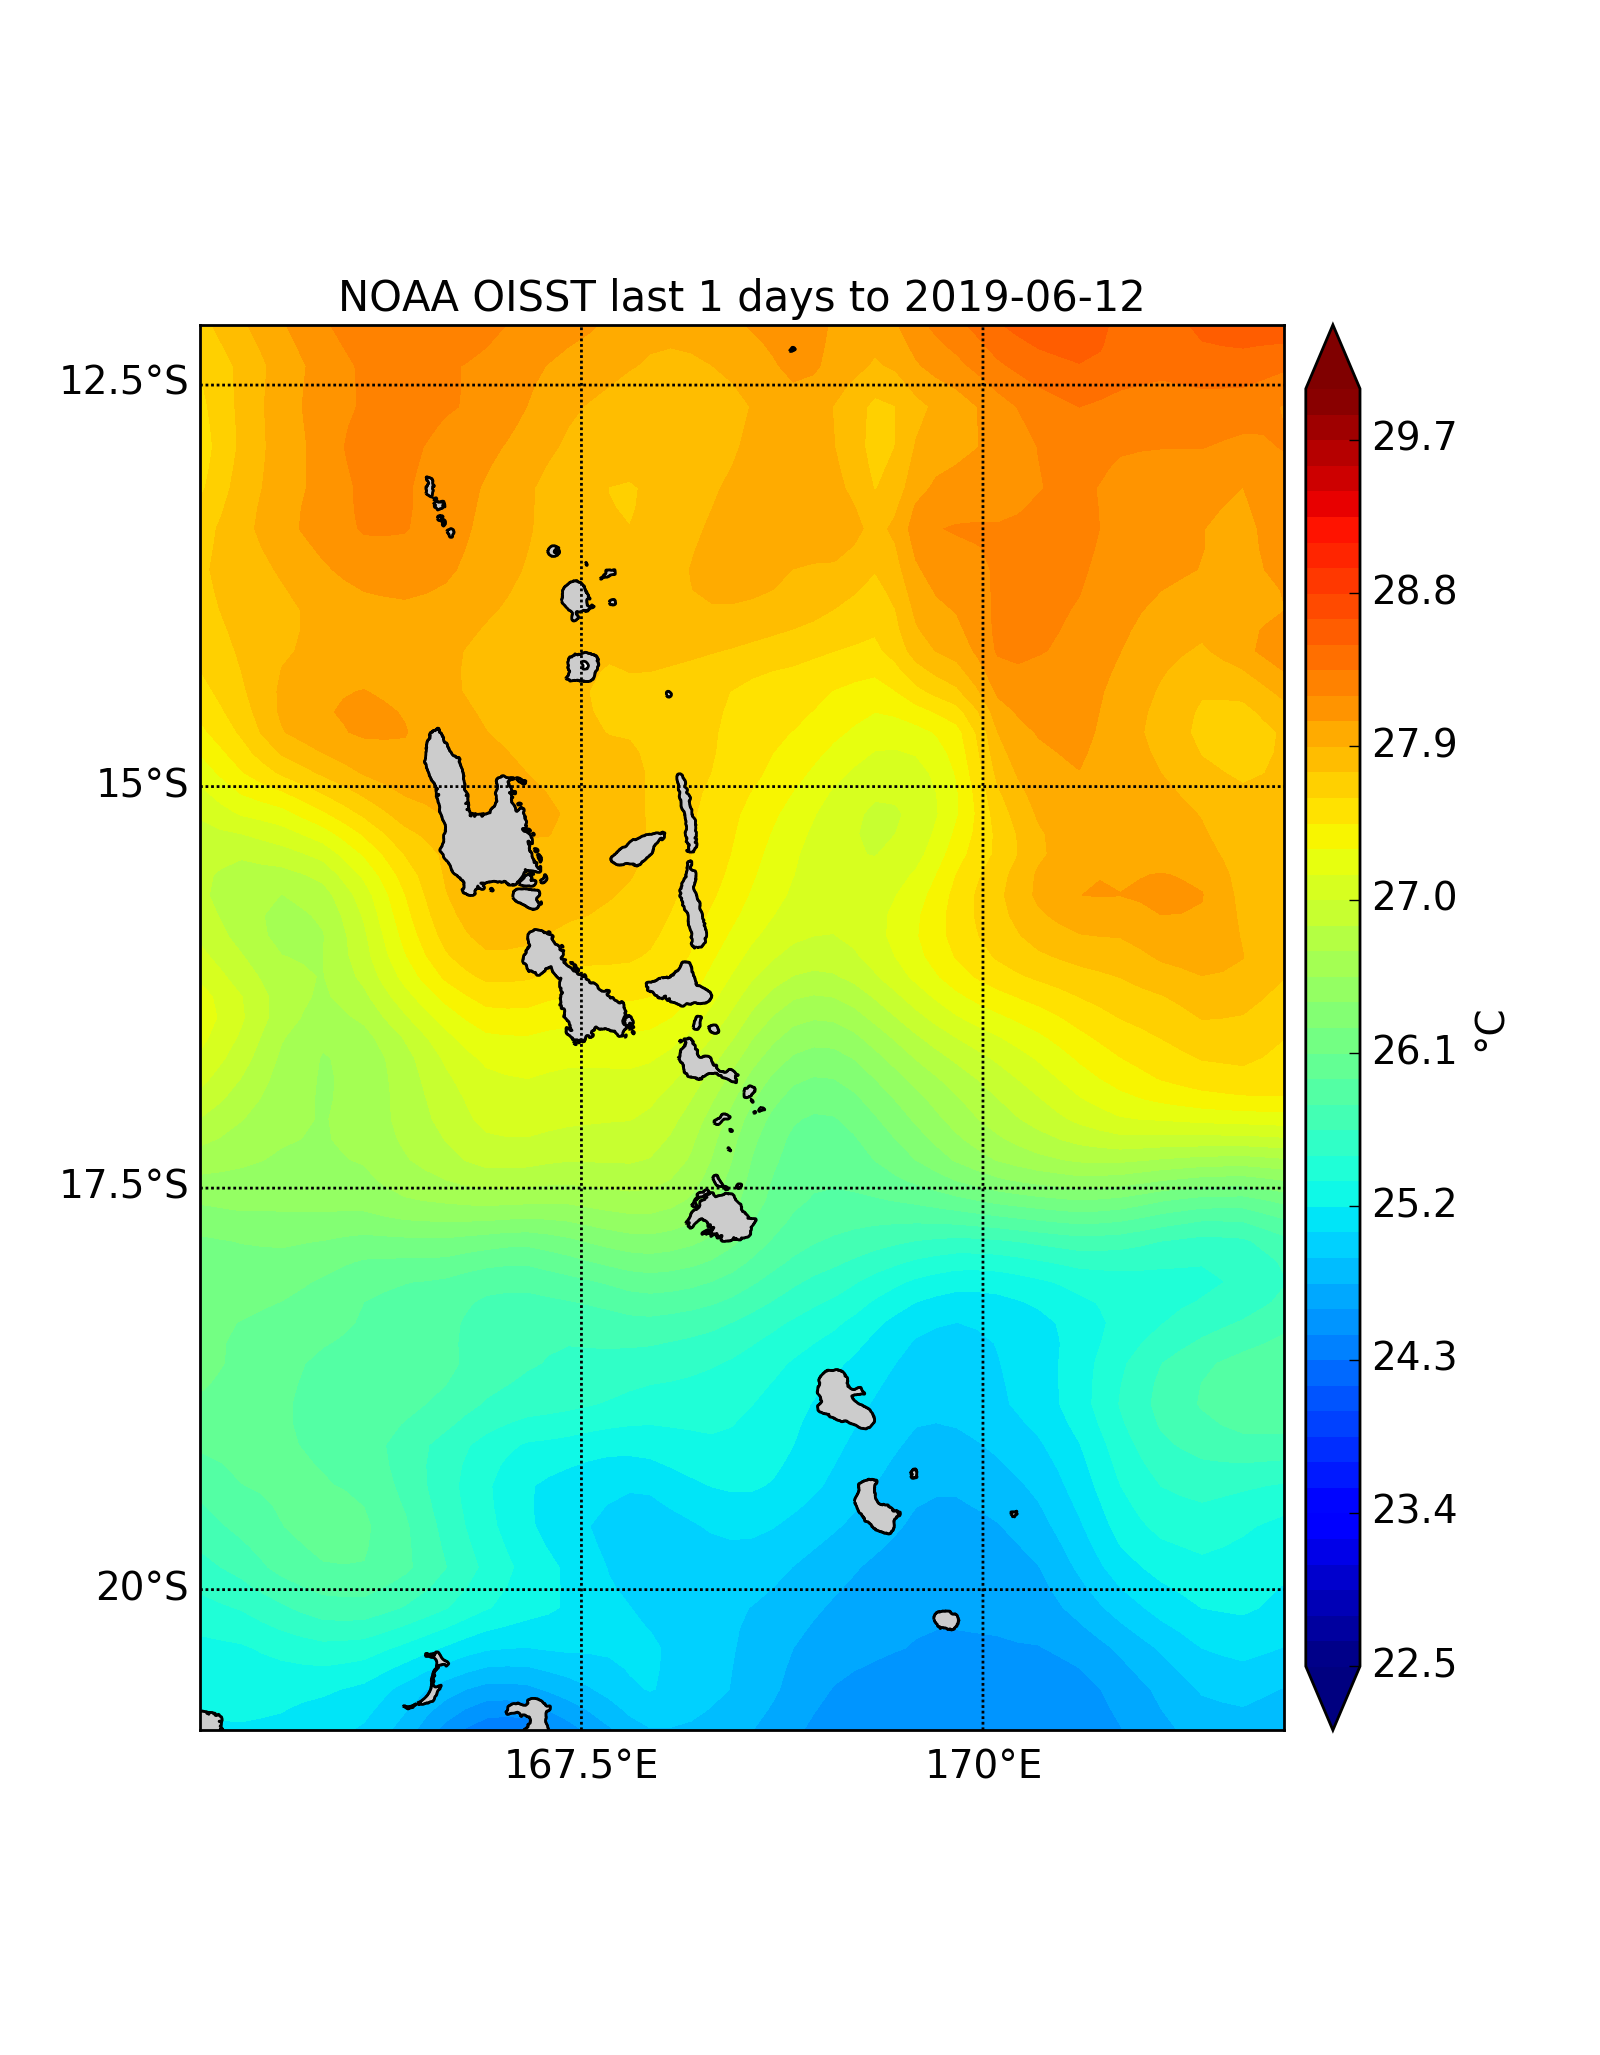 NOAA OISST last 1 days to 2019-06-12
12.5°S
15°S
17.5°S
20°S
167.5°E
170°E
29.7
28.8
27.9
27.0
26.1
25.2
24.3
23.4
22.5
°C